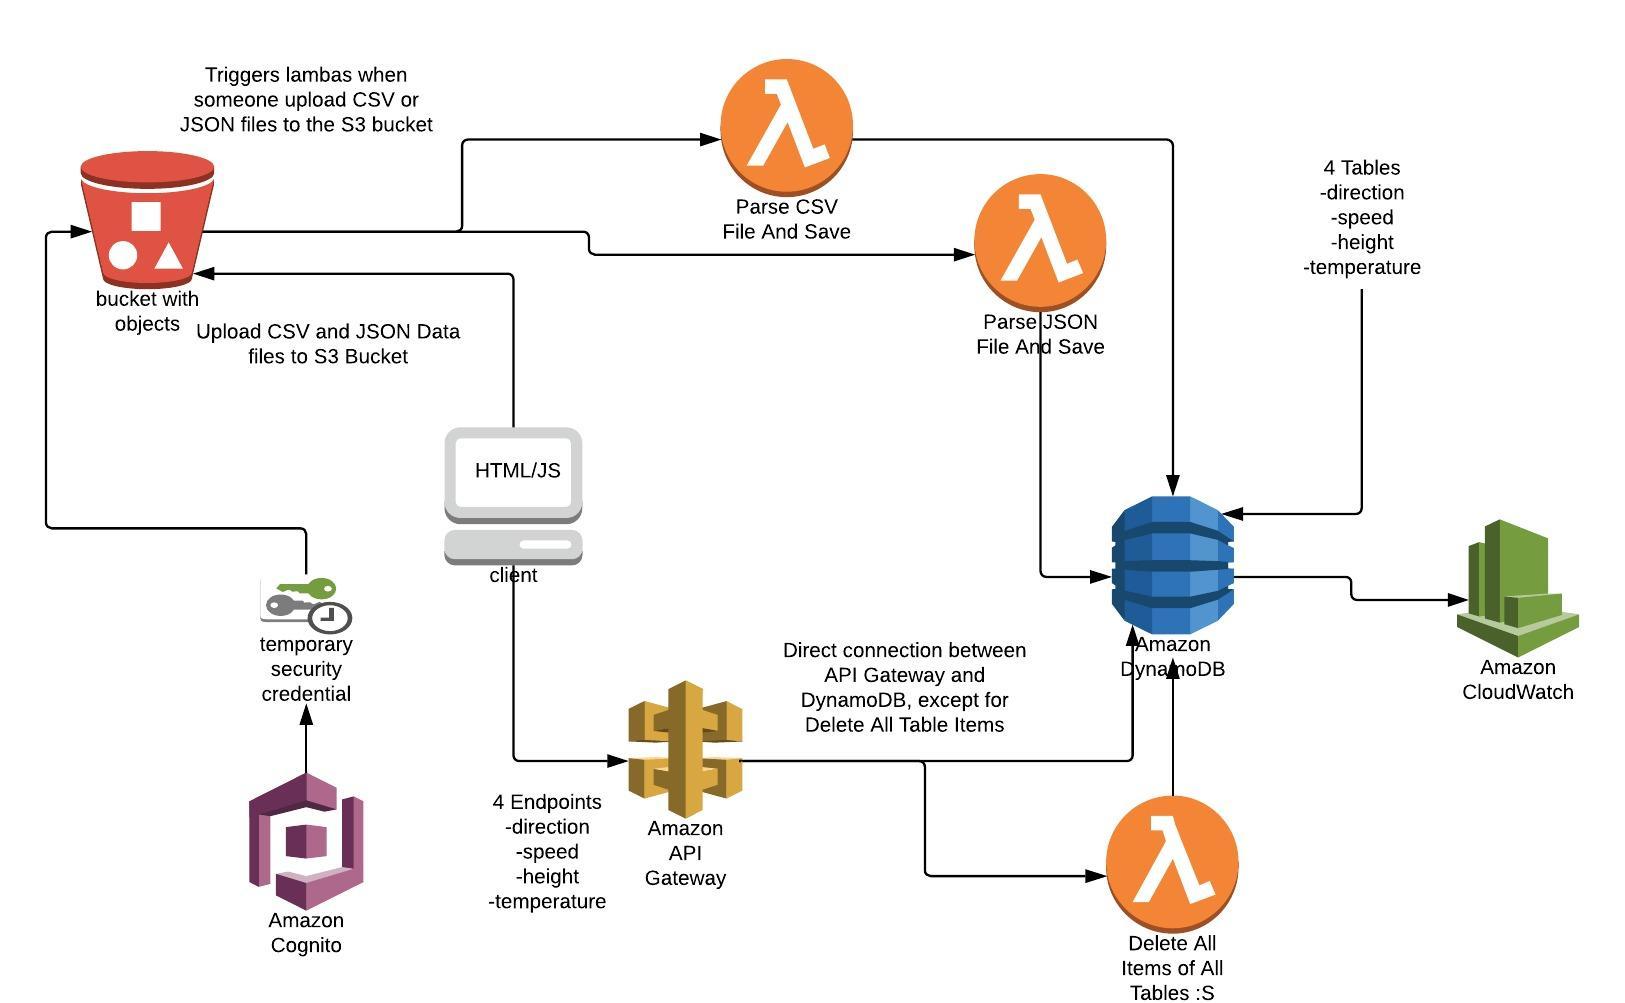 Triggers lambas when
someone upload CSV or
JSON files to the S3 bucket
Parse CSV
File And Save
4 Tables
-direction
-speed
-height
-temperature
bucket with
objects
Upload CSV and JSON Data
files to S3 Bucket
Parse JSON
File And Save
HTML/JS
client
temporary
security
credential
Direct connection between
API Gateway and
DynamoDB, except for
Delete All Table Items
Amazon
DynamoDB
Amazon
CloudWatch
4 Endpoints
-direction
-speed
-height
-temperature
Amazon
API
Gateway
Amazon
Cognito
Delete All
Items of All
Tables :S